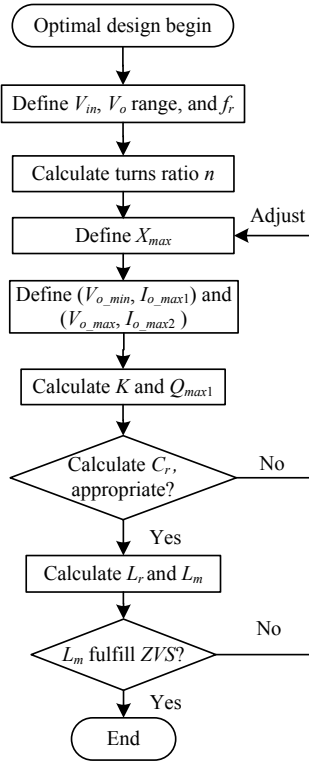 Optimal design begin
Define V_in, V_o range, and f_r
Calculate turns ratio n
Adjust
Define X_max
Define (V_o_min, I_o_max1) and
(V_o_max, I_o_max2 )
Calculate K and Q_max1
Calculate C_r,
appropriate?
No
Yes
Calculate L_r and L_m
No
L_m fulfill ZVS?
Yes
End